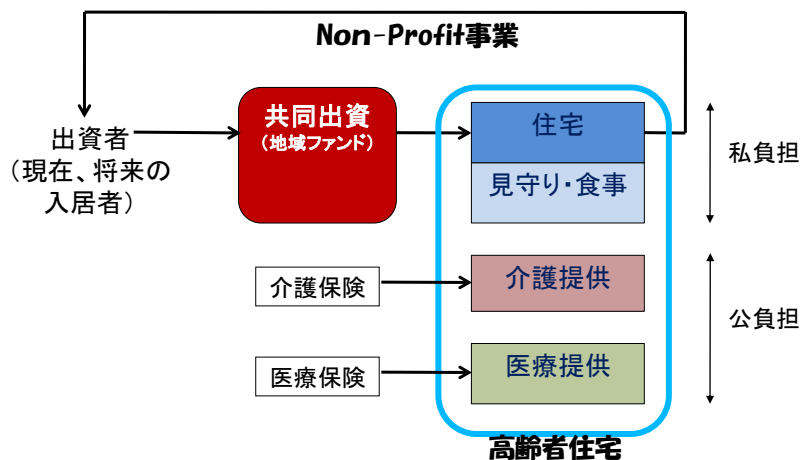 Non-Profit事業
出資者
（現在、将来の
入居者）
共同出資
（地域ファンド）
住宅
見守り・食事
私負担
介護保険
介護提供
公負担
医療保険
医療提供
高齢者住宅